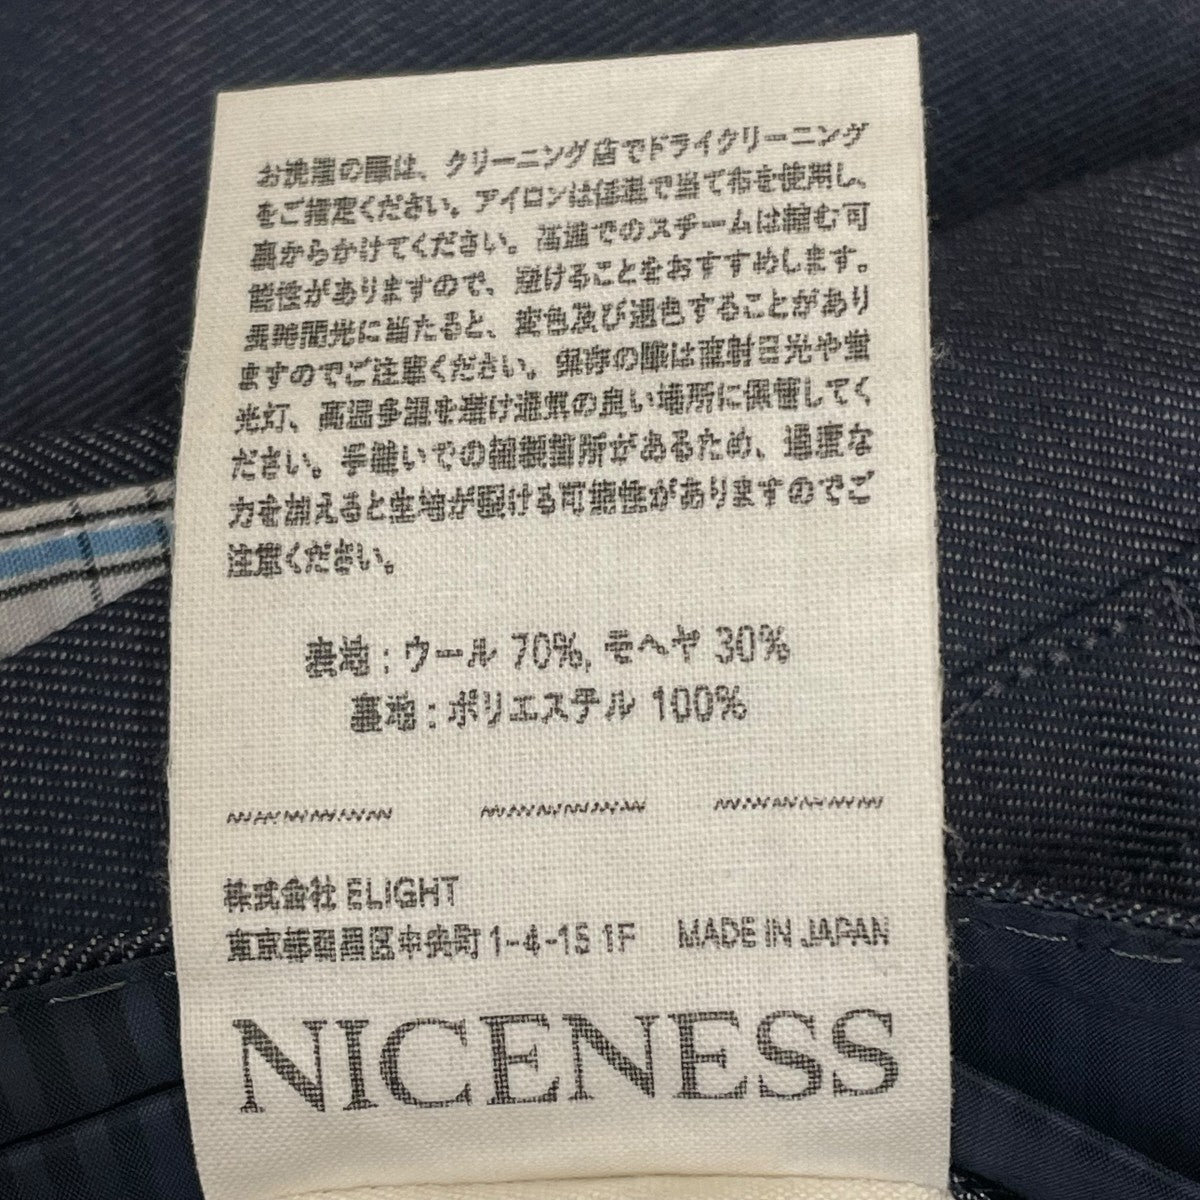 お洗濯の際は、クリーニング店でドライクリーニング
をご指定ください。アイロンは低温で当て布を使用し、
裏からかけてください。高温でのスチームは縮む可
能性がありますので、避けることをおすすめします。
長時間光に当たると、変色及び退色することがあり
ますのでご注意ください。保存の際は直射日光や蛍
光灯、高温多湿を避け通気の良い場所に保管してく
ださい。手縫いでの縫製箇所があるため、過度な
力を加えると生地が裂ける可能性がありますのでご
注意ください。
表地 : ウール 70%, モヘヤ 30%
裏地 : ポリエステル 100%
株式会社 ELIGHT
東京都目黒区中央町 1-4-15 1F MADE IN JAPAN
NICENESS